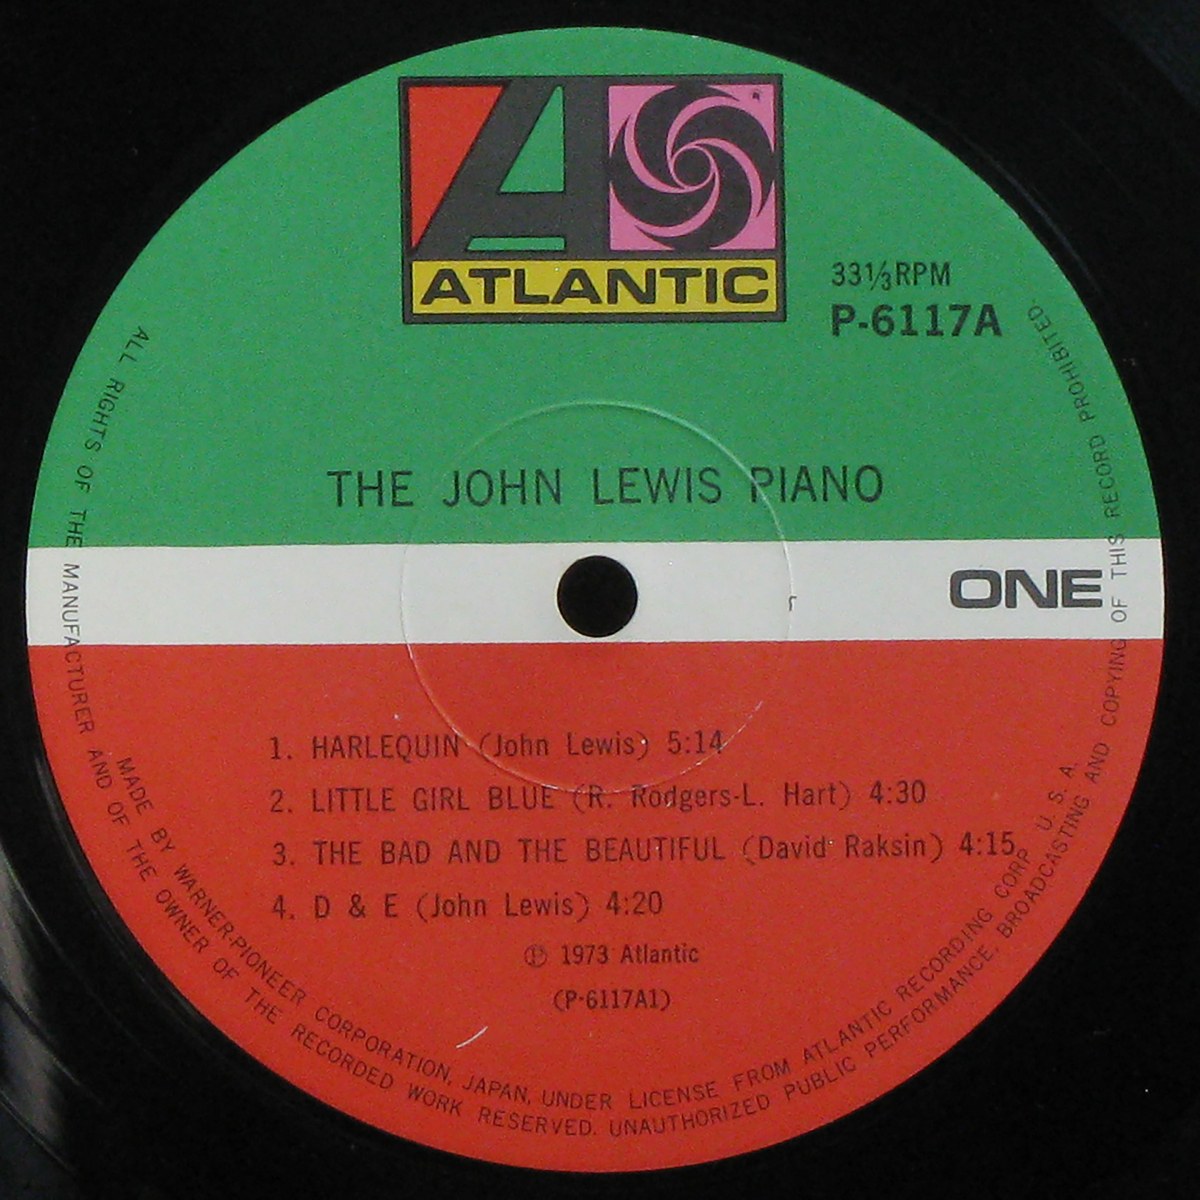 ATLANTIC
®
33⅓RPM
P-6117A
THE JOHN LEWIS PIANO
ONE
1. HARLEQUIN (John Lewis) 5:14
2. LITTLE GIRL BLUE (R. Rodgers-L. Hart) 4:30
3. THE BAD AND THE BEAUTIFUL (David Raksin) 4:15
4. D & E (John Lewis) 4:20
Ⓟ 1973 Atlantic
(P-6117A1)
MADE BY WARNER-PIONEER CORPORATION, JAPAN, UNDER LICENSE FROM ATLANTIC RECORDING CORP. U. S. A.
ALL RIGHTS OF THE MANUFACTURER AND OF THE OWNER OF THE RECORDED WORK RESERVED. UNAUTHORIZED PUBLIC PERFORMANCE, BROADCASTING AND COPYING OF THIS RECORD PROHIBITED.